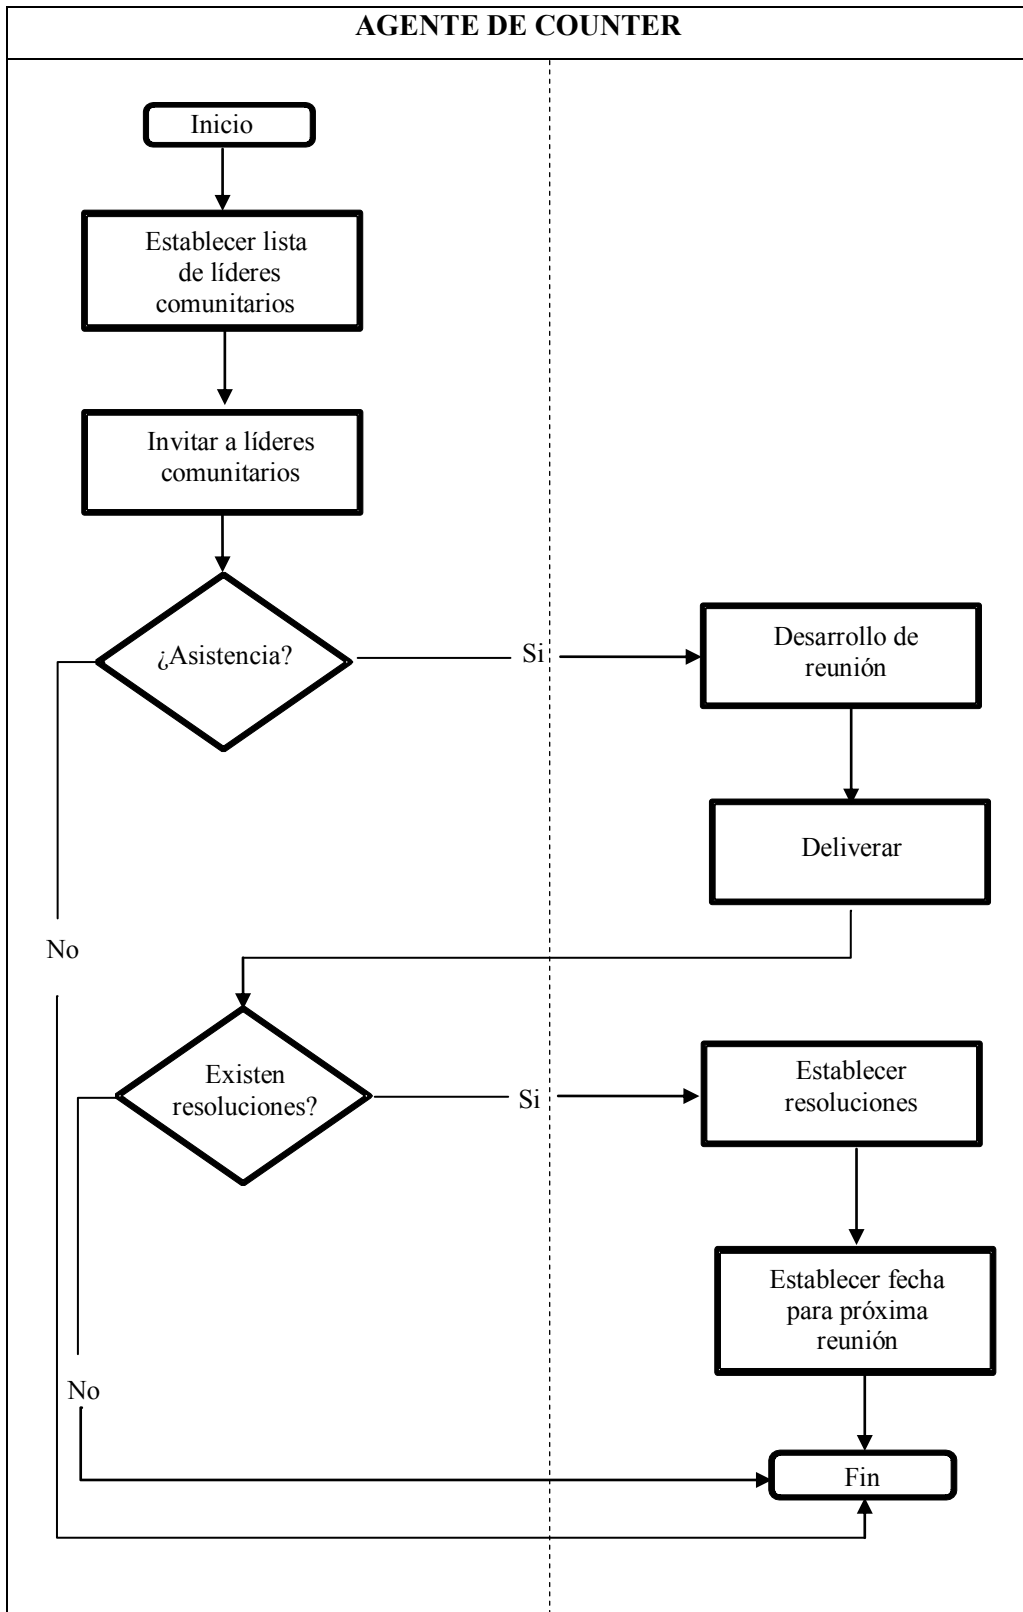 AGENTE DE COUNTER
Inicio
Establecer lista
de líderes
comunitarios
Invitar a líderes
comunitarios
¿Asistencia?
Si
Desarrollo de
reunión
Deliverar
No
Existen
resoluciones?
Si
Establecer
resoluciones
Establecer fecha
para próxima
reunión
No
Fin